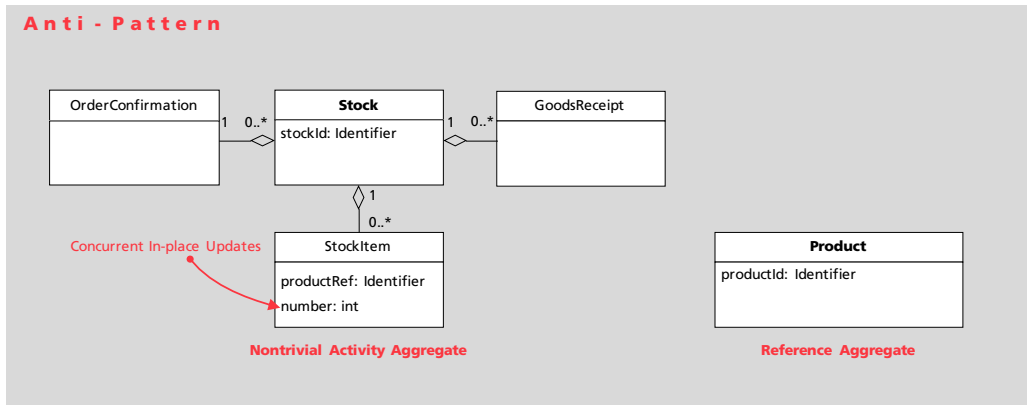 Anti - Pattern
OrderConfirmation
Stock
GoodsReceipt
1 0..*
stockId: Identifier
1 0..*
1
0..*
Concurrent In-place Updates
StockItem
productRef: Identifier
number: int
Product
productId: Identifier
Nontrivial Activity Aggregate
Reference Aggregate